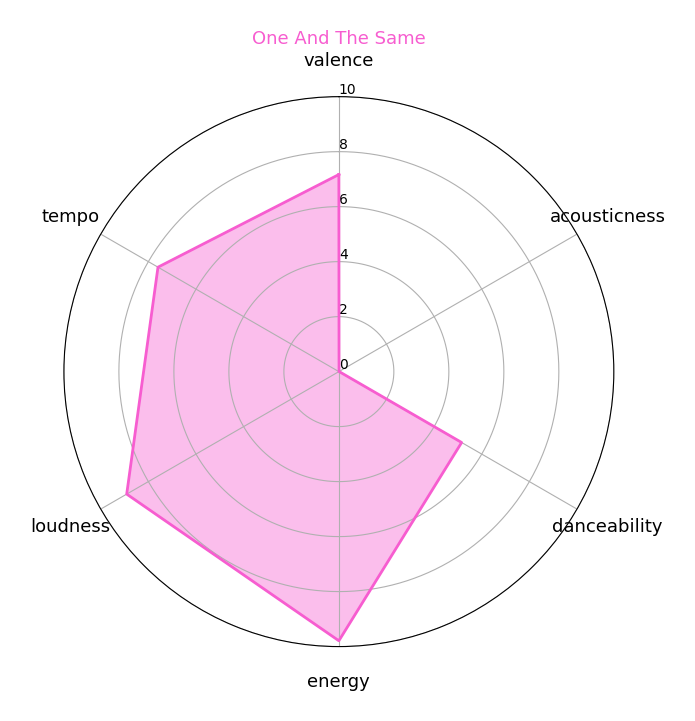 One And The Same
valence
10
8
tempo
acousticness
6
4
2
0
loudness
danceability
energy